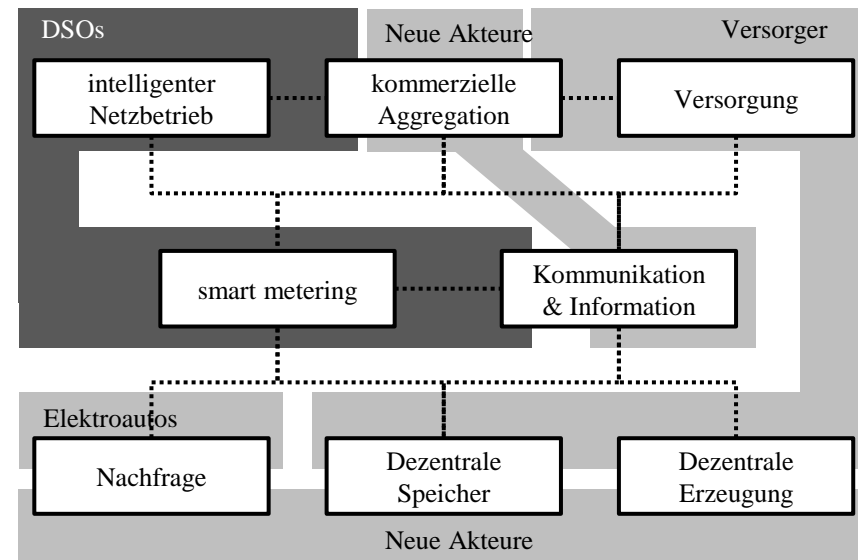 DSOs
Neue Akteure
Versorger
intelligenter
Netzbetrieb
kommerzielle
Aggregation
Versorgung
smart metering
Kommunikation
& Information
Elektroautos
Nachfrage
Dezentrale
Speicher
Dezentrale
Erzeugung
Neue Akteure